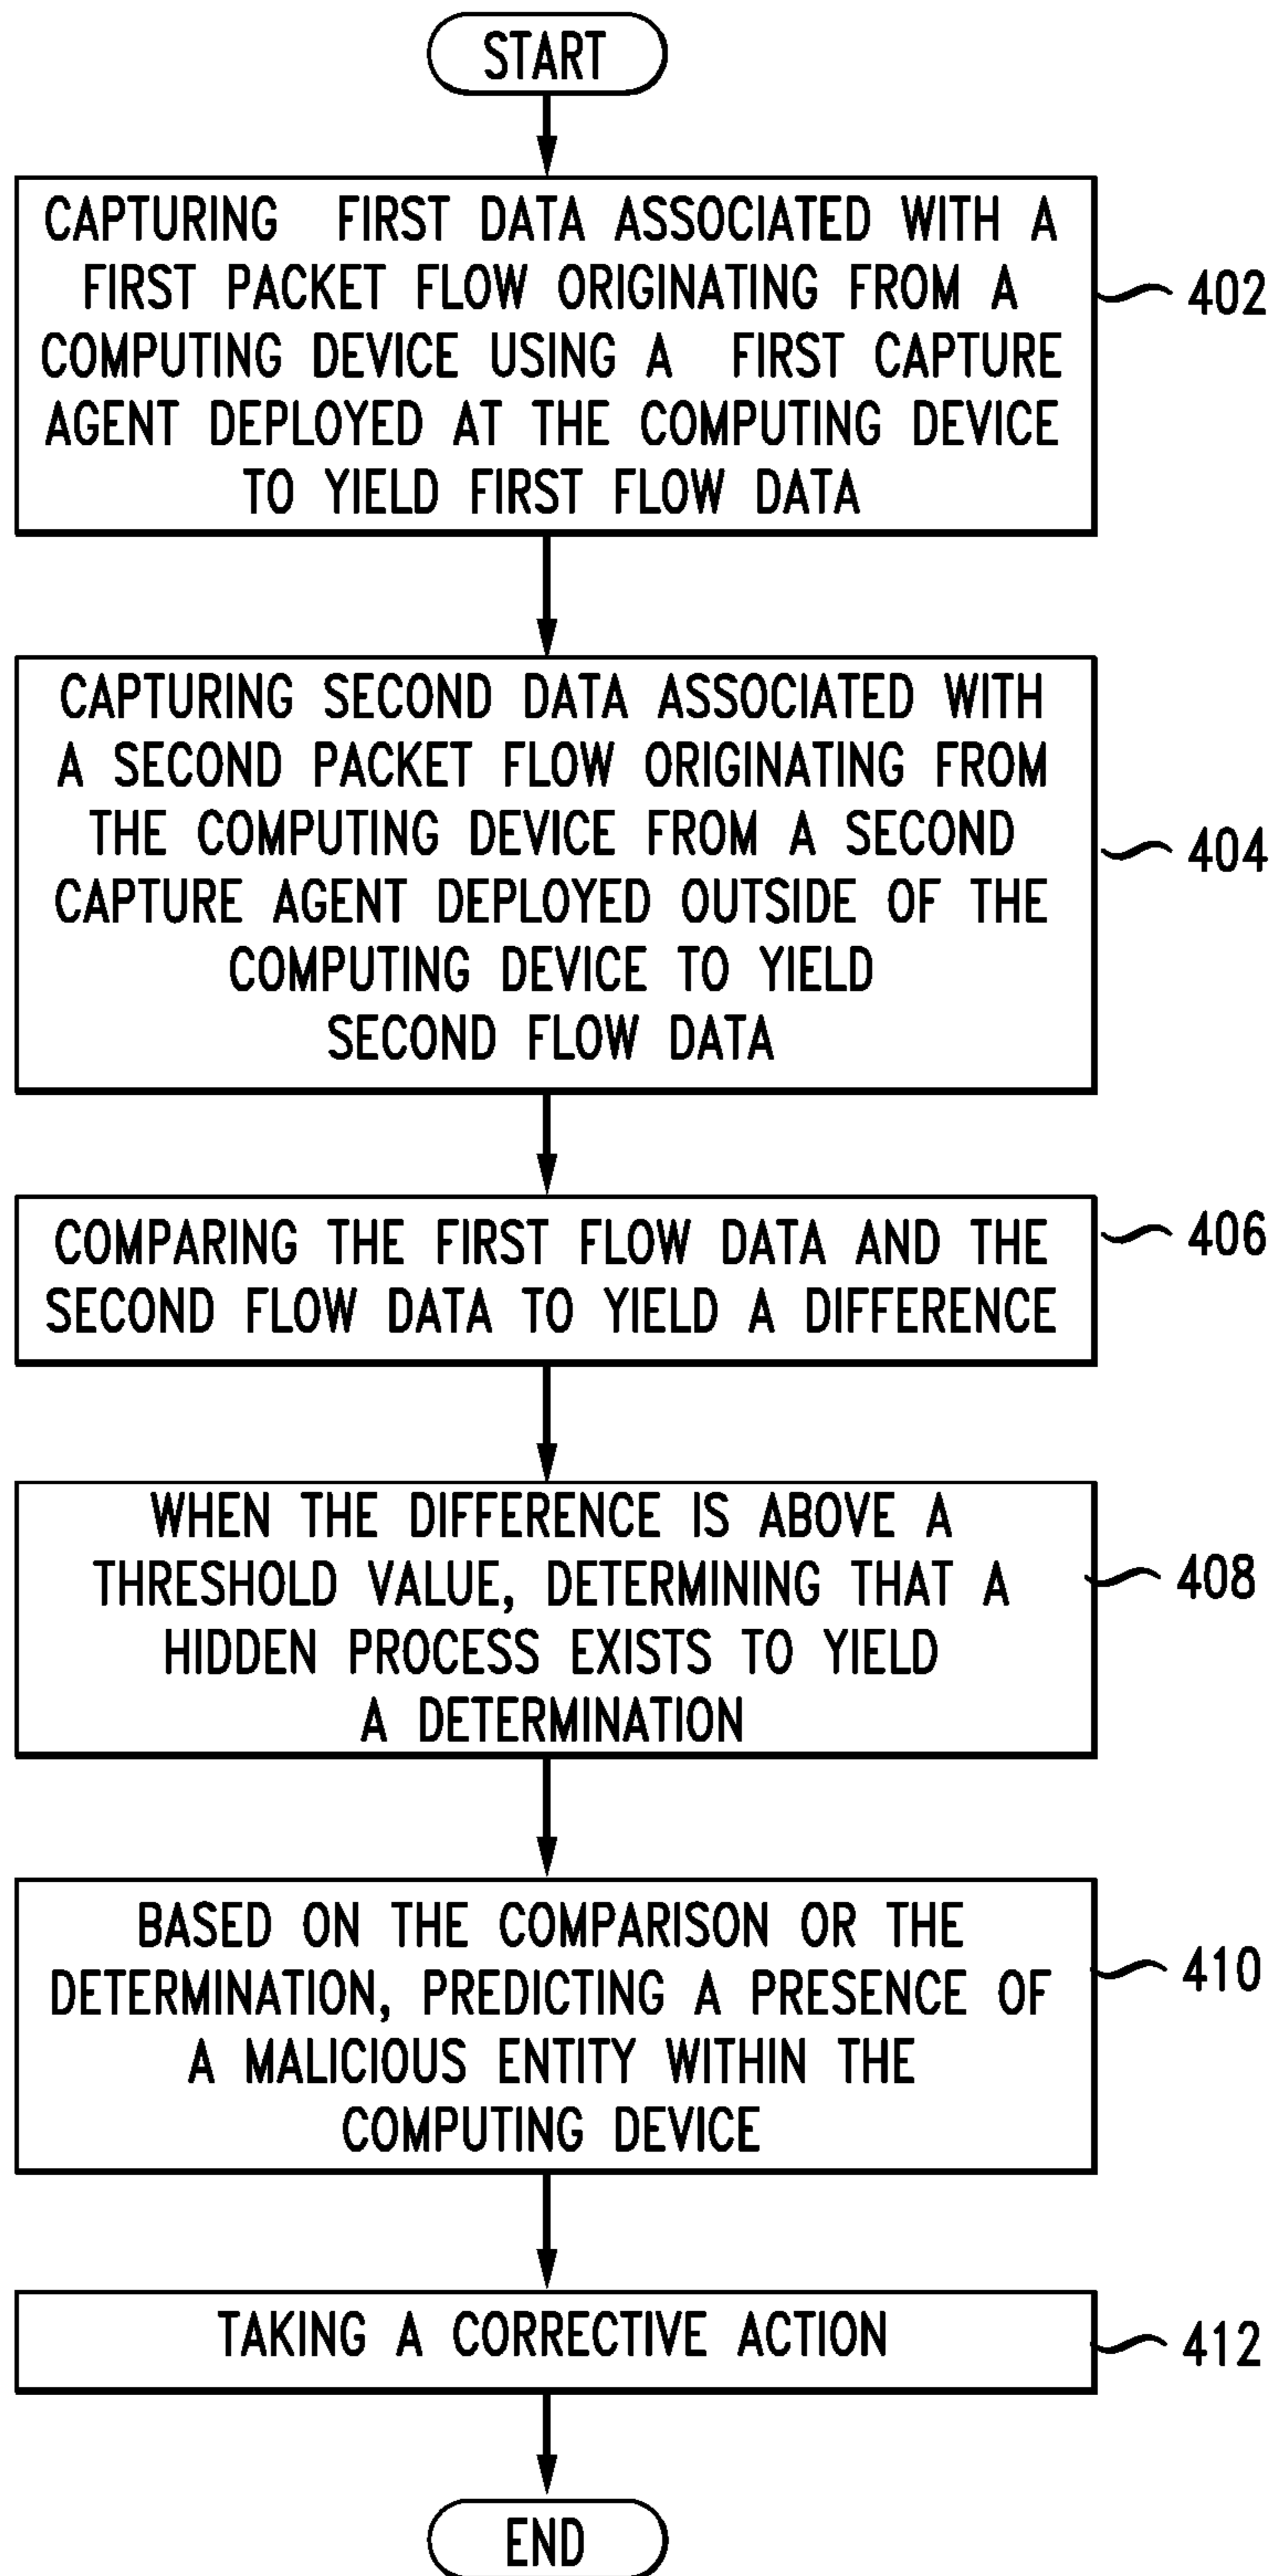 START
CAPTURING FIRST DATA ASSOCIATED WITH A
FIRST PACKET FLOW ORIGINATING FROM A
COMPUTING DEVICE USING A FIRST CAPTURE
AGENT DEPLOYED AT THE COMPUTING DEVICE
TO YIELD FIRST FLOW DATA
402
CAPTURING SECOND DATA ASSOCIATED WITH
A SECOND PACKET FLOW ORIGINATING FROM
THE COMPUTING DEVICE FROM A SECOND
CAPTURE AGENT DEPLOYED OUTSIDE OF THE
COMPUTING DEVICE TO YIELD
SECOND FLOW DATA
404
COMPARING THE FIRST FLOW DATA AND THE
SECOND FLOW DATA TO YIELD A DIFFERENCE
406
WHEN THE DIFFERENCE IS ABOVE A
THRESHOLD VALUE, DETERMINING THAT A
HIDDEN PROCESS EXISTS TO YIELD
A DETERMINATION
408
BASED ON THE COMPARISON OR THE
DETERMINATION, PREDICTING A PRESENCE OF
A MALICIOUS ENTITY WITHIN THE
COMPUTING DEVICE
410
TAKING A CORRECTIVE ACTION
412
END